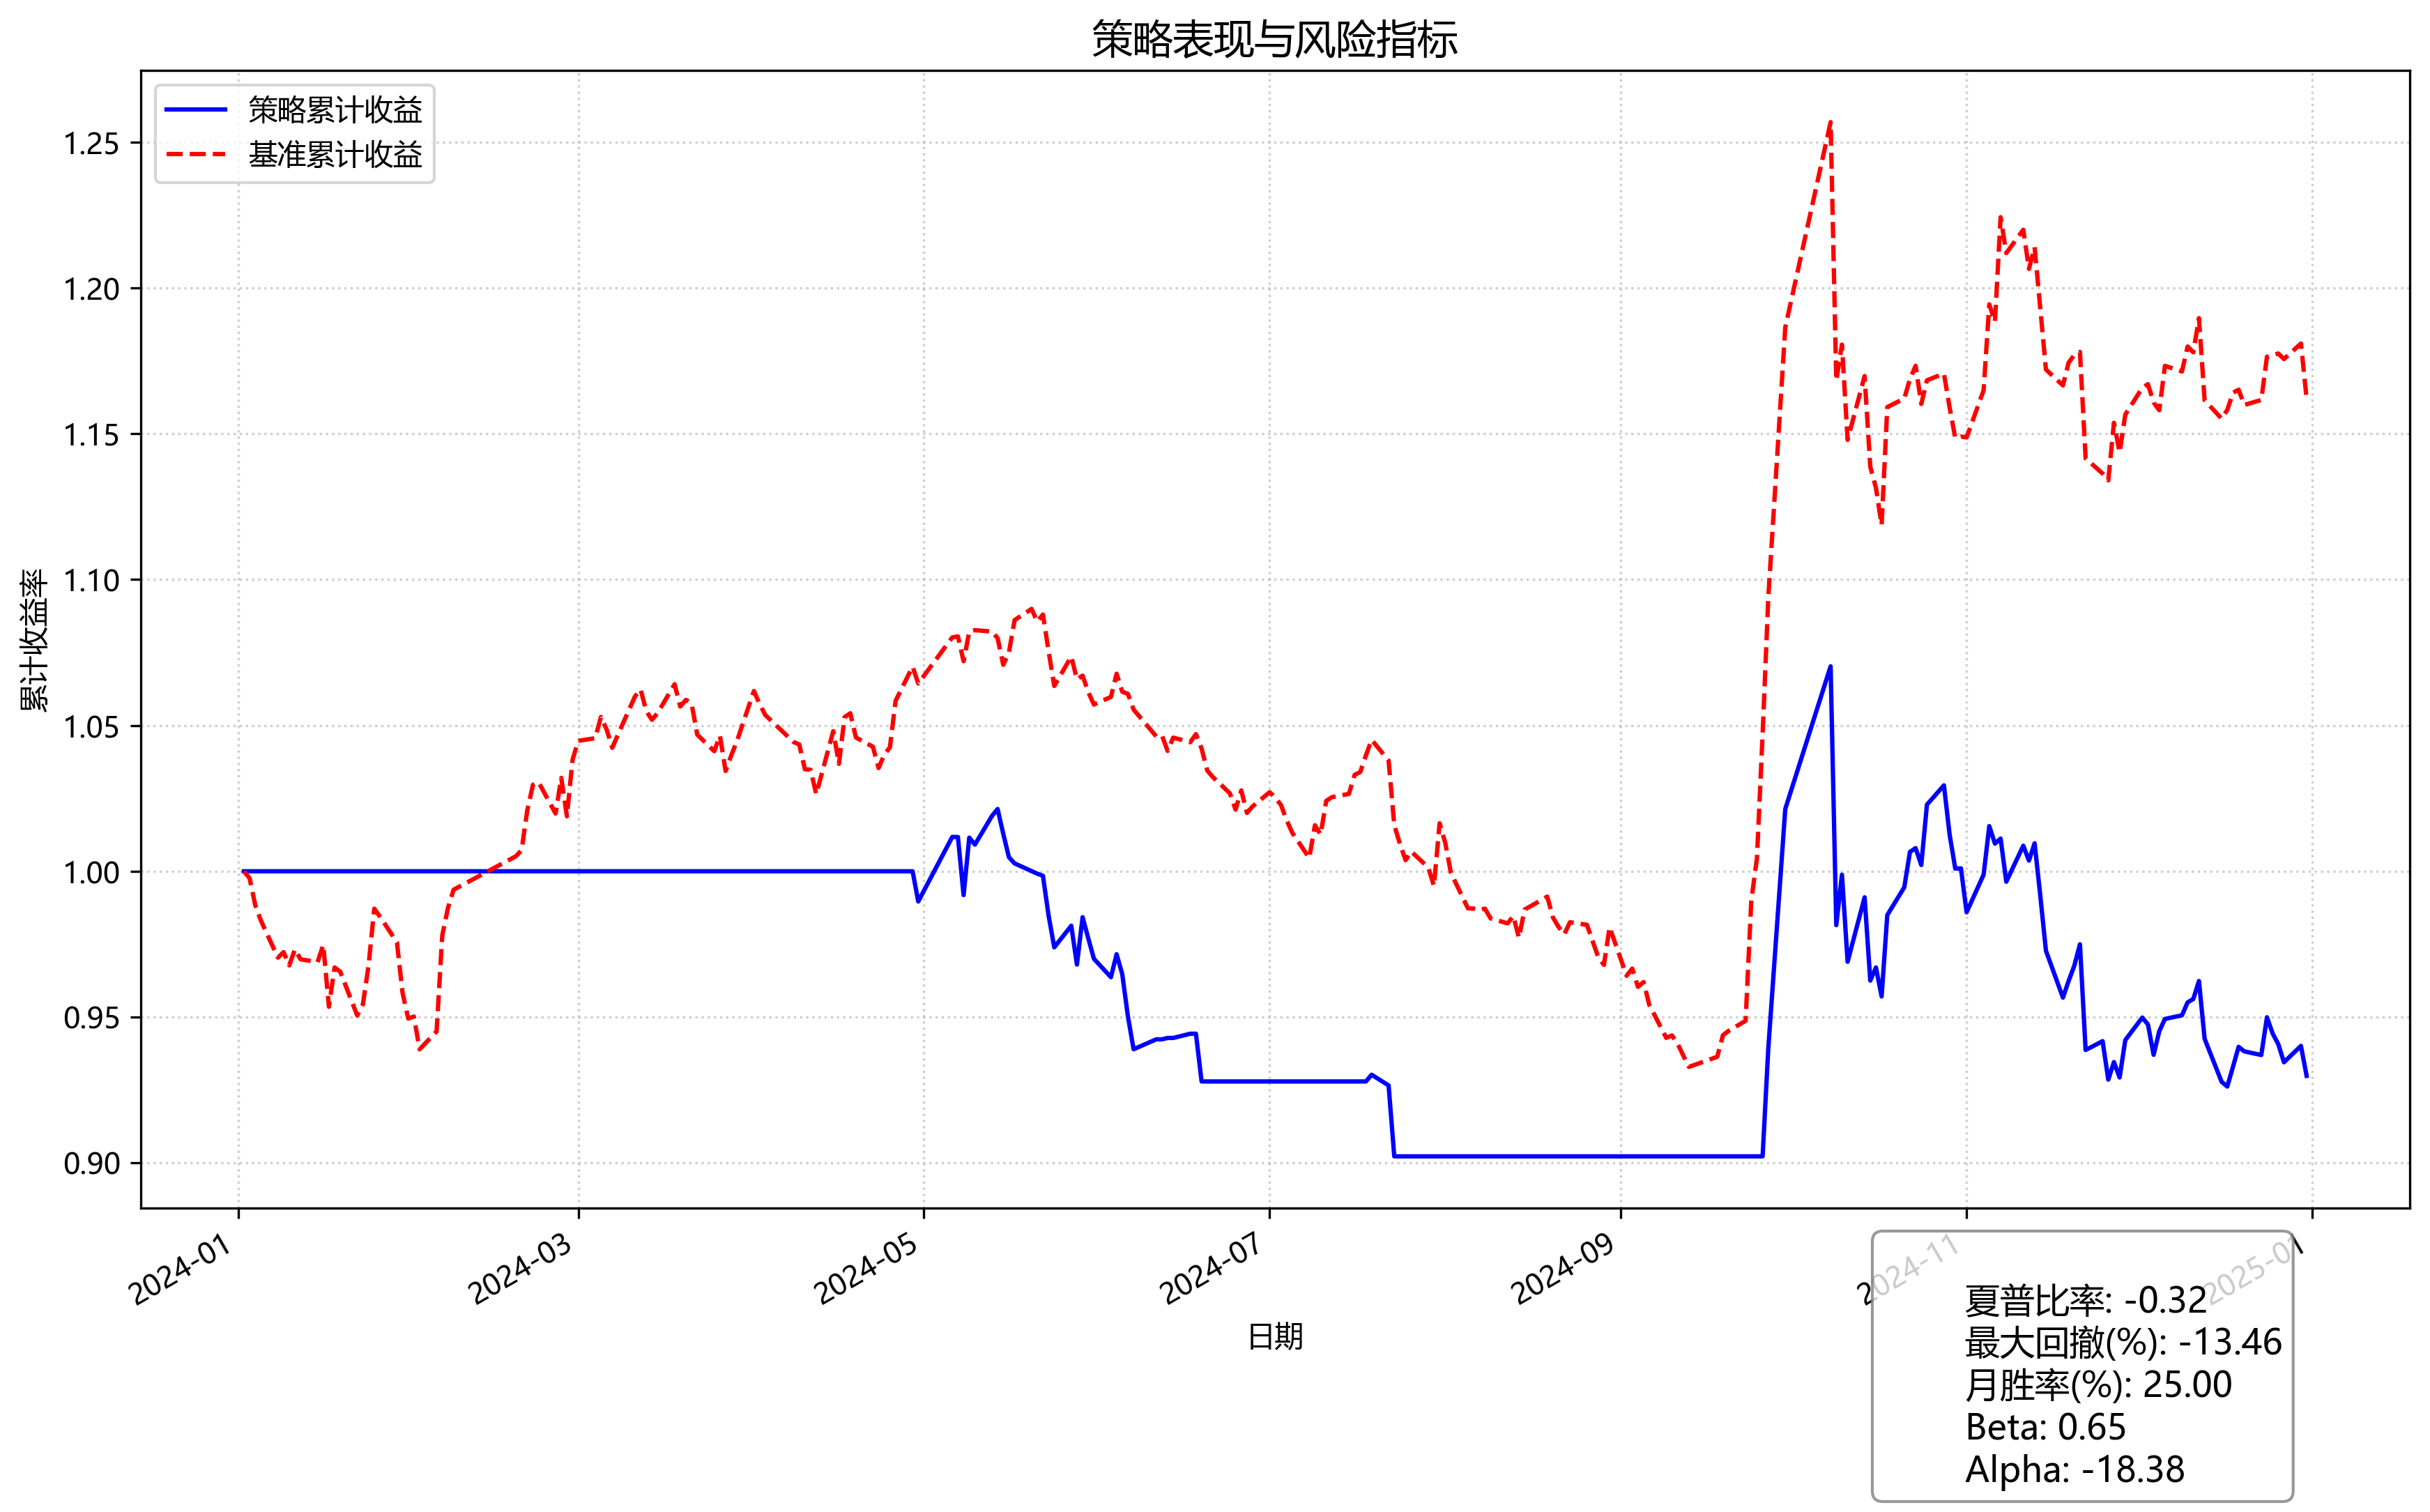 策略表现与风险指标
策略累计收益
基准累计收益
累计收益率
1.25
1.20
1.15
1.10
1.05
1.00
0.95
0.90
2024-01
2024-03
2024-05
2024-07
2024-09
2024-11
2025-01
日期
夏普比率: -0.32
最大回撤(%): -13.46
月胜率(%): 25.00
Beta: 0.65
Alpha: -18.38